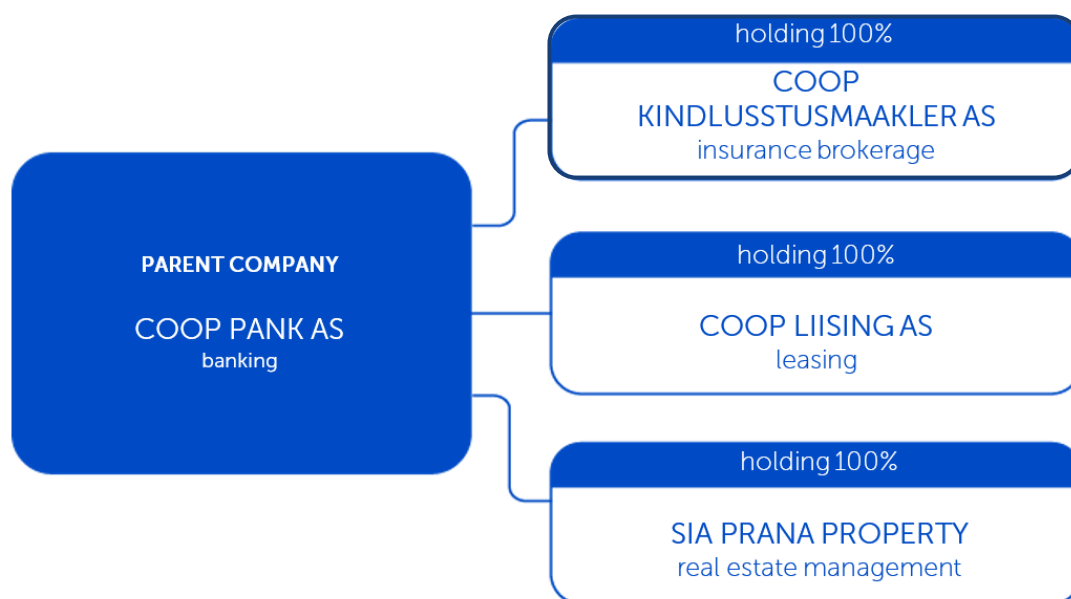 PARENT COMPANY
COOP PANK AS
banking
holding 100%
COOP
KINDLUSSTUSMAAKLER AS
insurance brokerage
holding 100%
COOP LIISING AS
leasing
holding 100%
SIA PRANA PROPERTY
real estate management